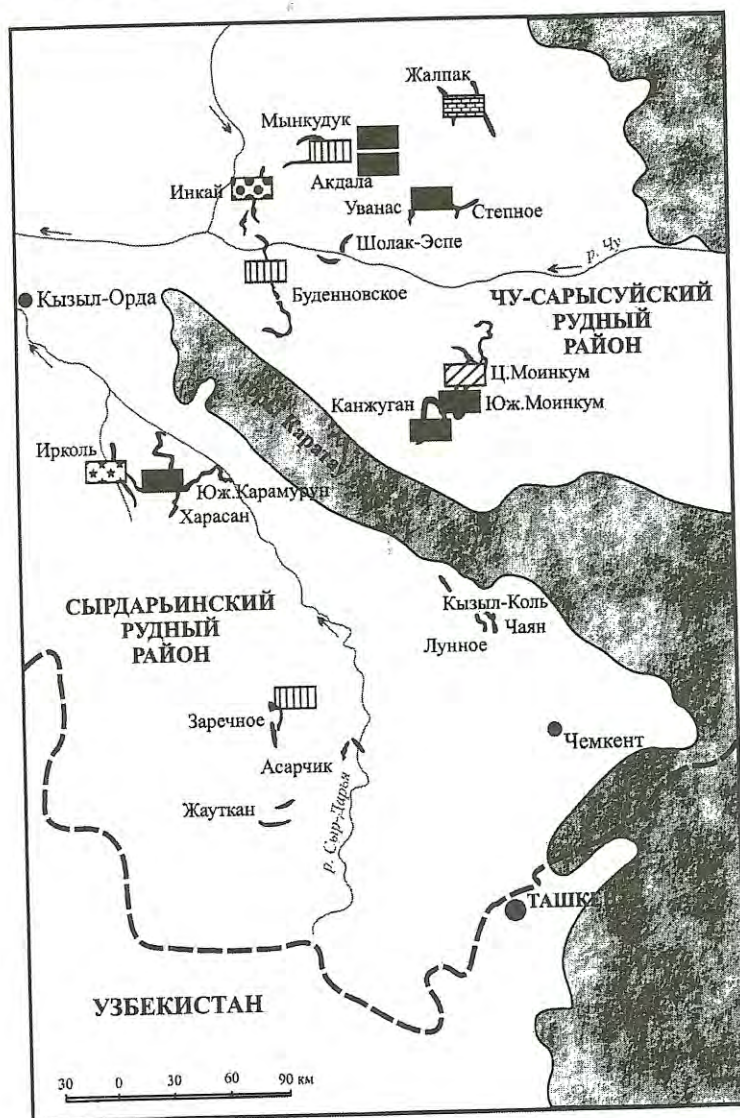 Жалпак
Мынкудук
Акдала
Инкай
Уванас
Степное
Шолак-Эспе
р. Чу
Буденновское
Кызыл-Орда
ЧУ-САРЫСУЙСКИЙ
РУДНЫЙ
РАЙОН
Ц.Моинкум
Канжуган
Юж.Моинкум
Каратау
Ирколь
Юж.Карамурун
Харасан
СЫРДАРЬИНСКИЙ
РУДНЫЙ
РАЙОН
Кызыл-Коль
Чаян
Лунное
Заречное
Чемкент
Асарчик
Жауткан
р. Сыр-Дарья
УЗБЕКИСТАН
30 0 30 60 90 км